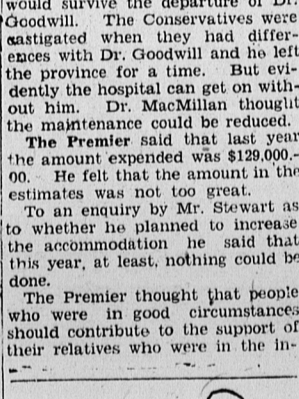 would survive the departure of Dr.
Goodwill. The Conservatives were
castigated when they had differ-
ences with Dr. Goodwill and he left
the province for a time. But evi-
dently the hospital can get on with-
out him. Dr. MacMillan thought
the maintenance could be reduced.
The Premier said that last year
the amount expended was $129,000.-
00. He felt that the amount in the
estimates was not too great.
To an enquiry by Mr. Stewart as
to whether he planned to increase
the accommodation he said that
this year, at least, nothing could be
done.
The Premier thought that people
who were in good circumstances
should contribute to the support of
their relatives who were in the in-